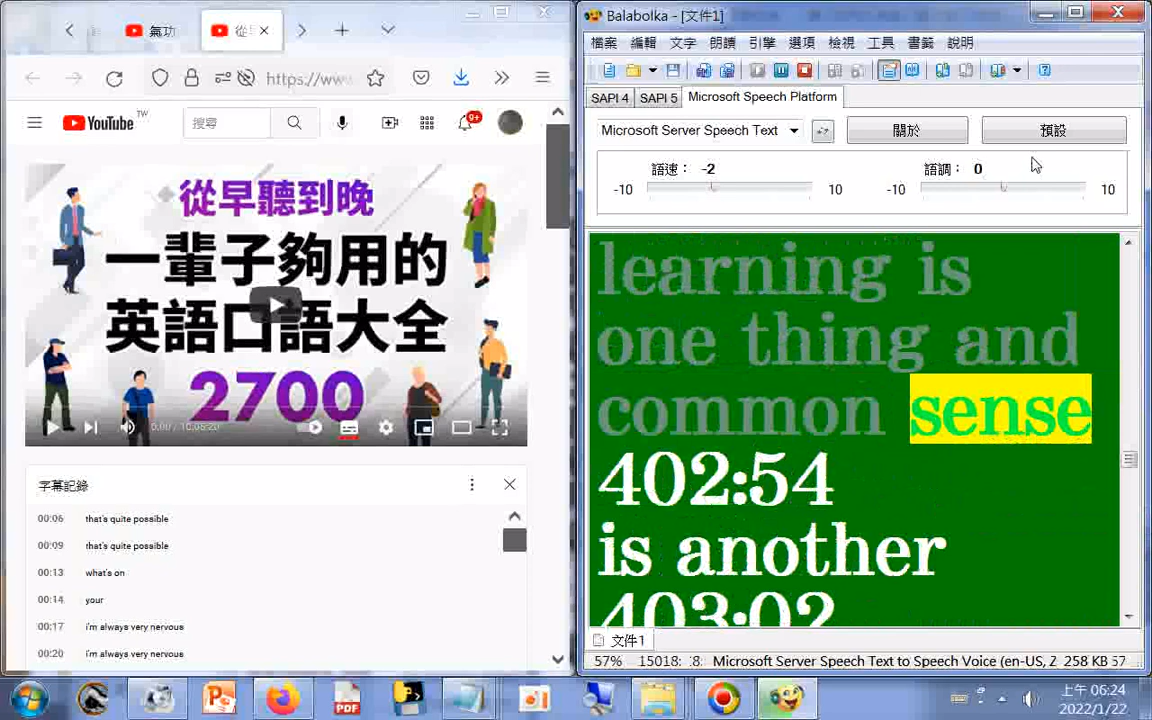 氣功
從
https://www
YouTube TW
搜尋
9+
從早聽到晚
一輩子夠用的
英語口語大全
2700
0:00 / 10:05:20
字幕記錄
00:06 that's quite possible
00:09 that's quite possible
00:13 what's on
00:14 your
00:17 i'm always very nervous
00:20 i'm always very nervous
Balabolka - [文件1]
檔案 編輯 文字 朗讀 引擎 選項 檢視 工具 書籤 說明
SAPI 4 SAPI 5 Microsoft Speech Platform
Microsoft Server Speech Text 關於 預設
語速： -2 語調： 0
-10 10 -10 10
learning is
one thing and
common sense
402:54
is another
403:02
文件1
57% 15018: :8: Microsoft Server Speech Text to Speech Voice (en-US, Z 258 KB 57
PDF
上午 06:24
2022/1/22